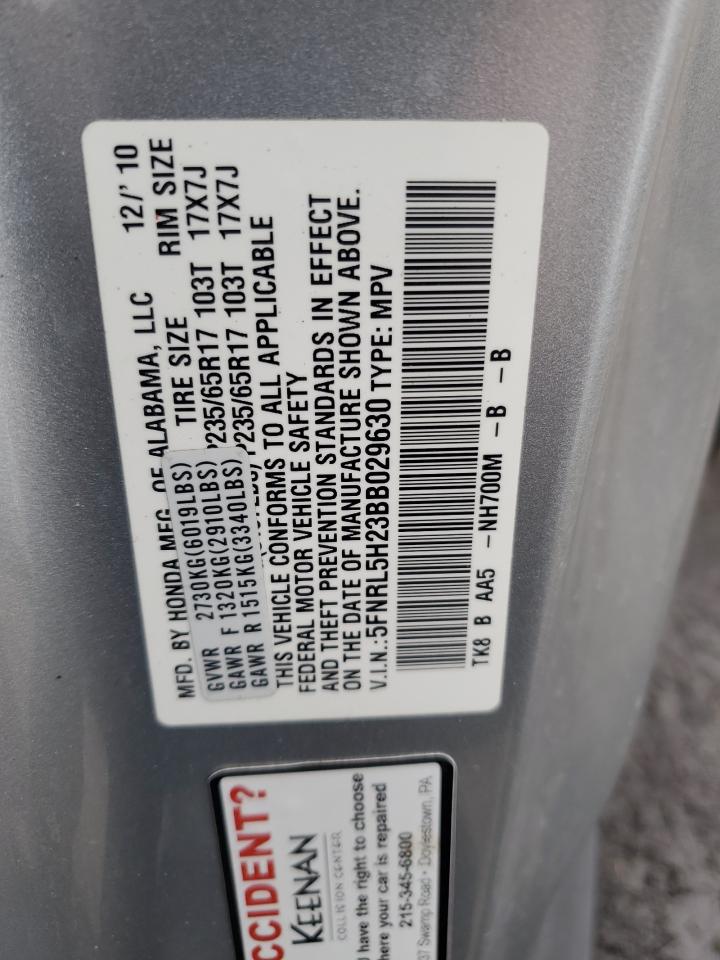 MFD. BY HONDA MFG. OF ALABAMA, LLC 12/' 10
TIRE SIZE RIM SIZE
GVWR 2730KG(6019LBS)
GAWR F 1320KG(2910LBS) P235/65R17 103T 17X7J
GAWR R 1515KG(3340LBS) P235/65R17 103T 17X7J
THIS VEHICLE CONFORMS TO ALL APPLICABLE
FEDERAL MOTOR VEHICLE SAFETY
AND THEFT PREVENTION STANDARDS IN EFFECT
ON THE DATE OF MANUFACTURE SHOWN ABOVE.
V.I.N.:5FNRL5H23BB029630 TYPE: MPV
TK8 B AA5 -NH700M -B -B
CCIDENT?
KEENAN
COLLISION CENTER
have the right to choose
here your car is repaired
215-345-6800
37 Swamp Road • Doylestown, PA